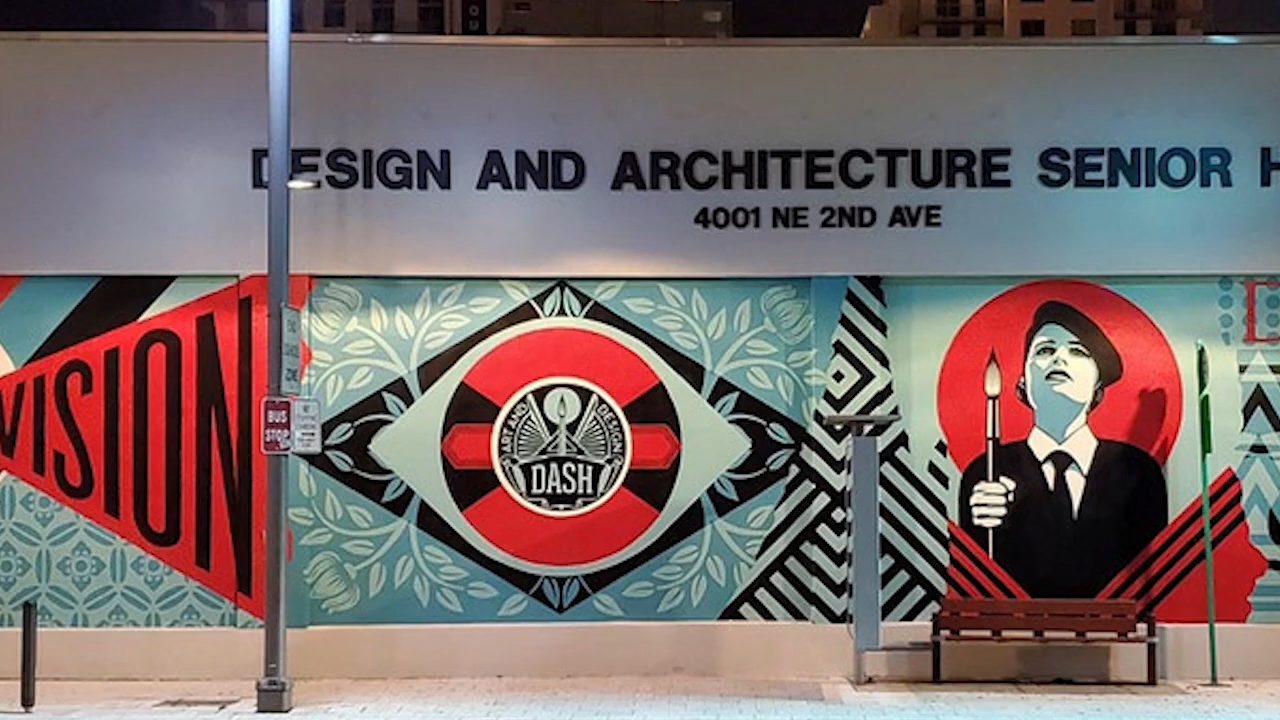 DESIGN AND ARCHITECTURE SENIOR H
4001 NE 2ND AVE
VISION
BUS
STOP
ART AND DESIGN
DASH